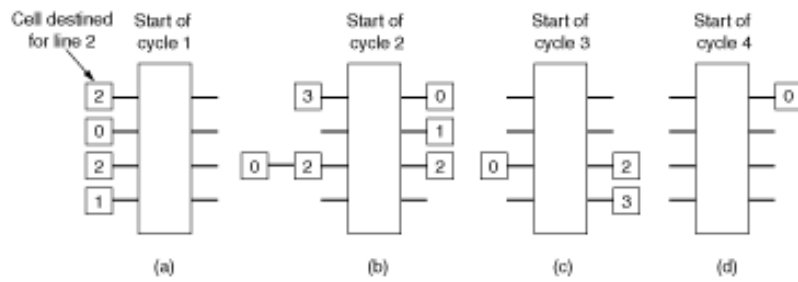 Cell destined
for line 2
Start of
cycle 1
Start of
cycle 2
Start of
cycle 3
Start of
cycle 4
2
0
2
1
3
0
1
0
2
2
0
2
3
0
(a)
(b)
(c)
(d)